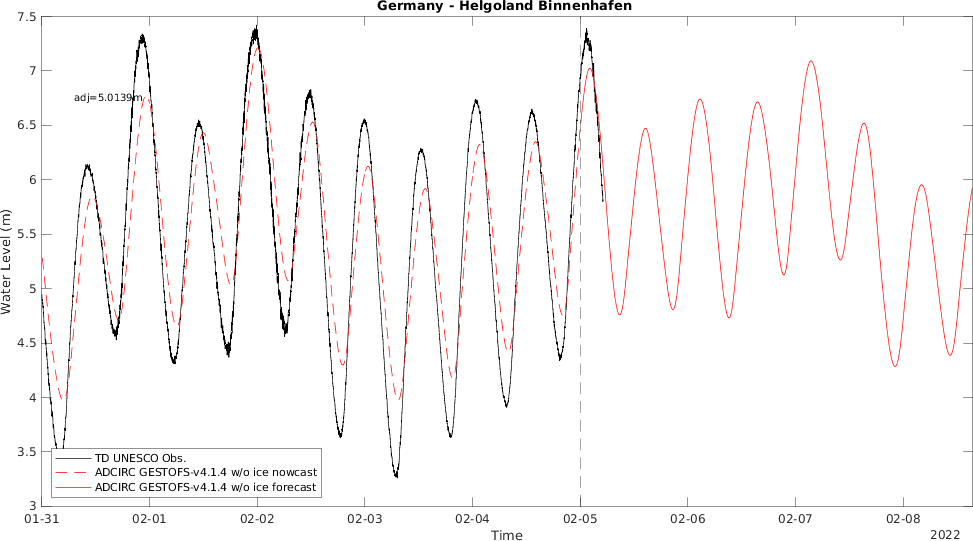 Germany - Helgoland Binnenhafen
7.5
7
6.5
6
5.5
5
4.5
4
3.5
3
Water Level (m)
adj=5.0139m
TD UNESCO Obs.
ADCIRC GESTOFS-v4.1.4 w/o ice nowcast
ADCIRC GESTOFS-v4.1.4 w/o ice forecast
01-31 02-01 02-02 02-03 02-04 02-05 02-06 02-07 02-08
Time
2022